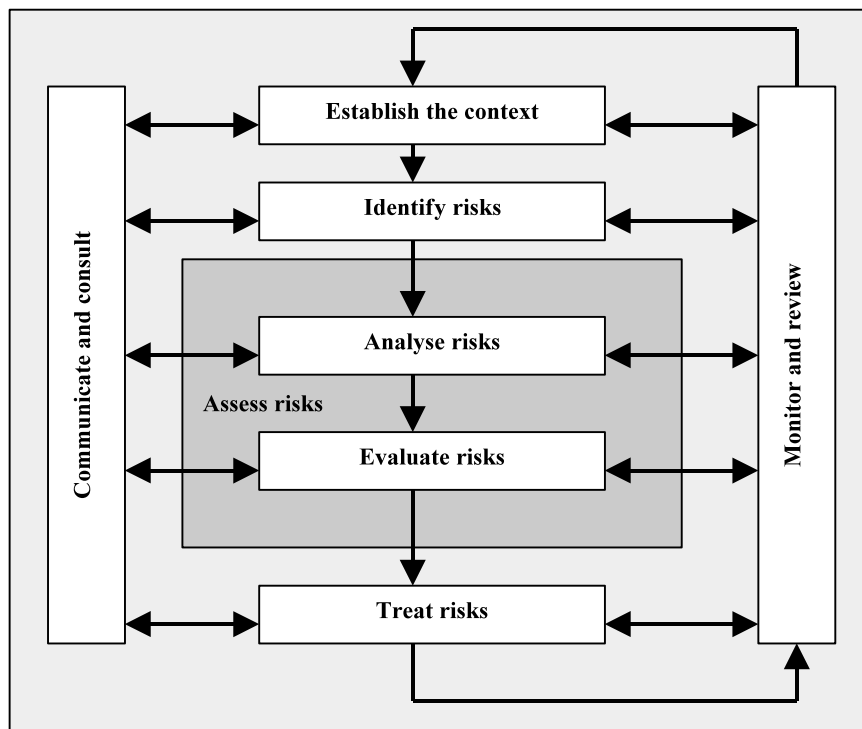 Establish the context
Identify risks
Analyse risks
Assess risks
Evaluate risks
Treat risks
Communicate and consult
Monitor and review